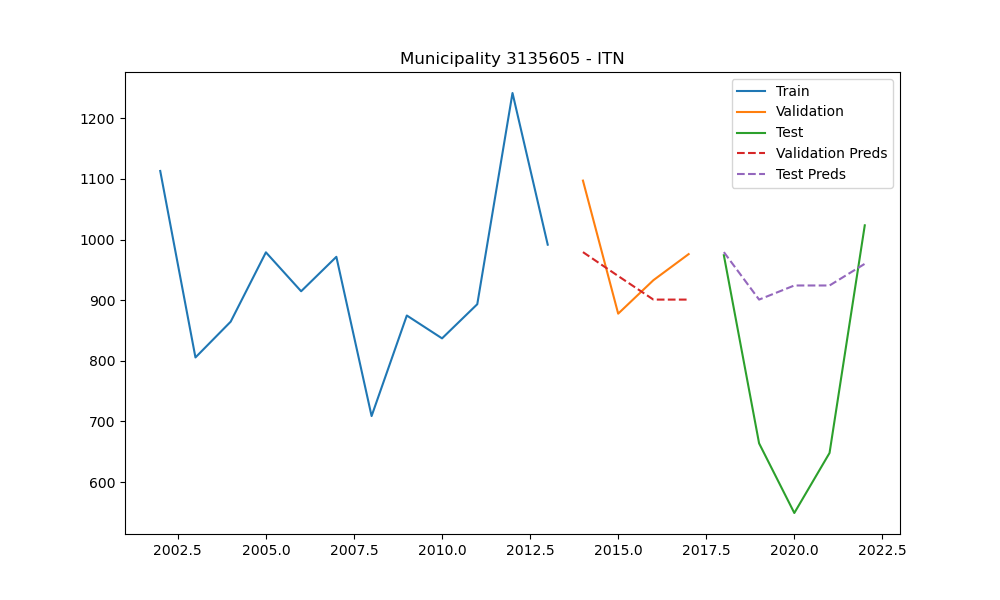 Municipality 3135605 - ITN
Train
Validation
Test
Validation Preds
Test Preds
1200
1100
1000
900
800
700
600
2002.5 2005.0 2007.5 2010.0 2012.5 2015.0 2017.5 2020.0 2022.5